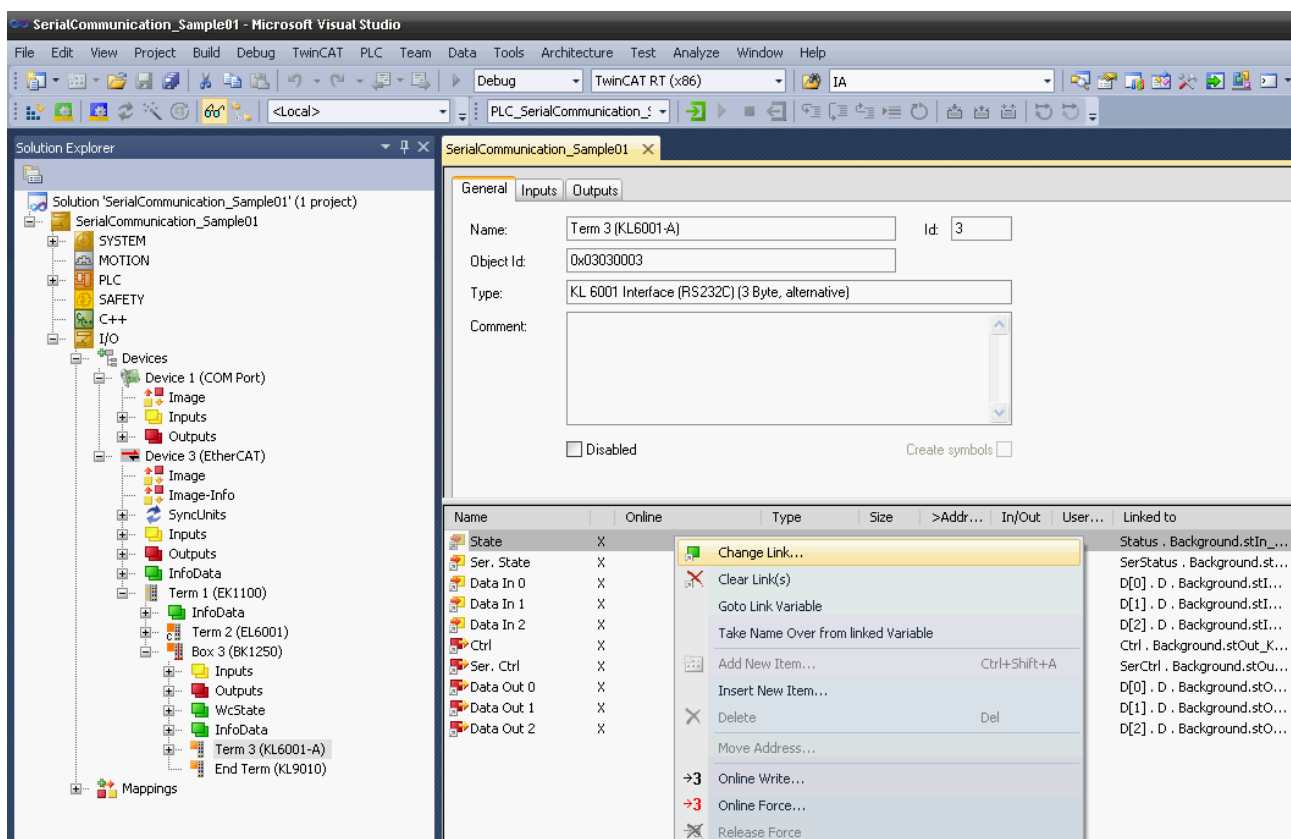 SerialCommunication_Sample01 - Microsoft Visual Studio
File Edit View Project Build Debug TwinCAT PLC Team Data Tools Architecture Test Analyze Window Help
Debug TwinCAT RT (x86) IA
<Local> PLC_SerialCommunication_S
Solution Explorer
Solution 'SerialCommunication_Sample01' (1 project)
SerialCommunication_Sample01
SYSTEM
MOTION
PLC
SAFETY
C++
I/O
Devices
Device 1 (COM Port)
Image
Inputs
Outputs
Device 3 (EtherCAT)
Image
Image-Info
SyncUnits
Inputs
Outputs
InfoData
Term 1 (EK1100)
InfoData
Term 2 (EL6001)
Box 3 (BK1250)
Inputs
Outputs
WcState
InfoData
Term 3 (KL6001-A)
End Term (KL9010)
Mappings
SerialCommunication_Sample01
General Inputs Outputs
Name: Term 3 (KL6001-A) Id: 3
Object Id: 0x03030003
Type: KL 6001 Interface (RS232C) (3 Byte, alternative)
Comment:
Disabled Create symbols
Name Online Type Size >Addr... In/Out User... Linked to
State X Status . Background.stIn_...
Ser. State X SerStatus . Background.st...
Data In 0 X D[0] . D . Background.stI...
Data In 1 X D[1] . D . Background.stI...
Data In 2 X D[2] . D . Background.stI...
Ctrl X Ctrl . Background.stOut_K...
Ser. Ctrl X SerCtrl . Background.stOu...
Data Out 0 X D[0] . D . Background.stO...
Data Out 1 X D[1] . D . Background.stO...
Data Out 2 X D[2] . D . Background.stO...
Change Link...
Clear Link(s)
Goto Link Variable
Take Name Over from linked Variable
Add New Item... Ctrl+Shift+A
Insert New Item...
Delete Del
Move Address...
→3 Online Write...
→3 Online Force...
Release Force